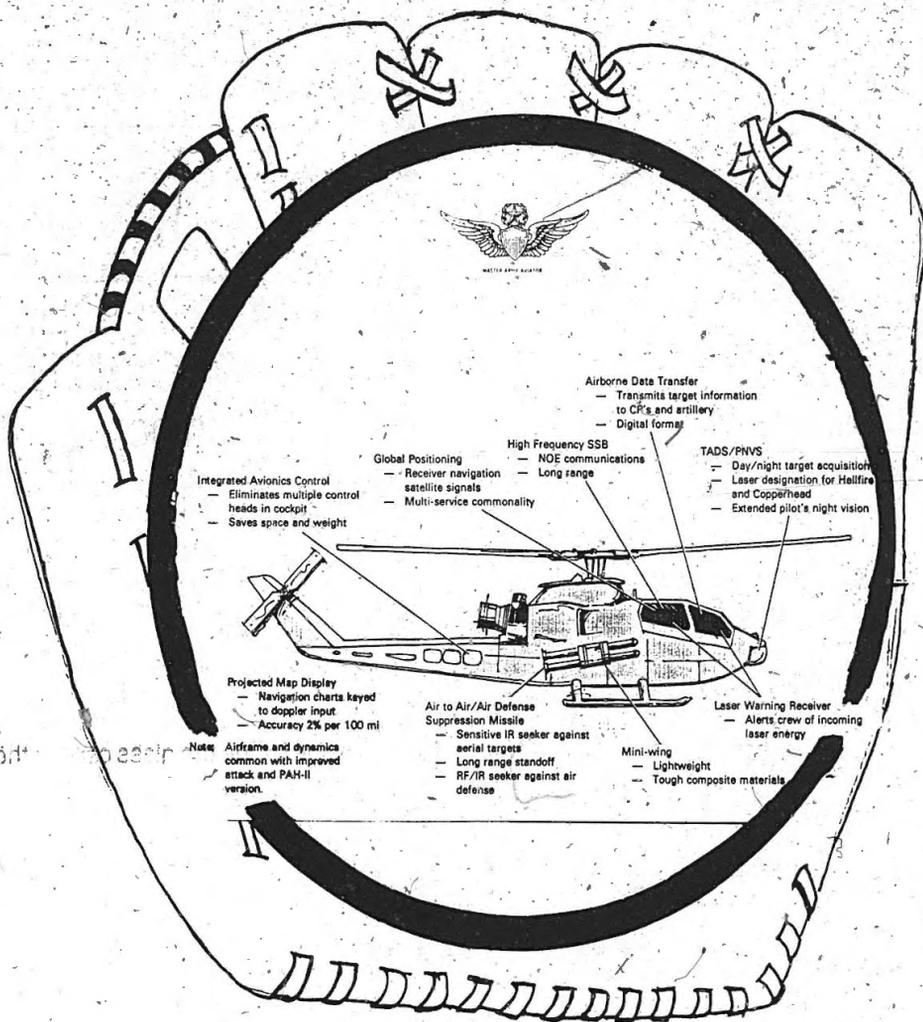 MASTER ARMY AVIATOR
Airborne Data Transfer
— Transmits target information
to CP's and artillery
— Digital format
High Frequency SSB
— NOE communications
— Long range
TADS/PNVS
— Day/night target acquisition
— Laser designation for Hellfire
and Copperhead
— Extended pilot's night vision
Global Positioning
— Receiver navigation
satellite signals
— Multi-service commonality
Integrated Avionics Control
— Eliminates multiple control
heads in cockpit
— Saves space and weight
Projected Map Display
— Navigation charts keyed
to doppler input
— Accuracy 2% per 100 mi
Note: Airframe and dynamics
common with improved
attack and PAH-II
version.
Air to Air/Air Defense
Suppression Missile
— Sensitive IR seeker against
aerial targets
— Long range standoff
— RF/IR seeker against air
defense
Mini-wing
— Lightweight
— Tough composite materials
Laser Warning Receiver
— Alerts crew of incoming
laser energy